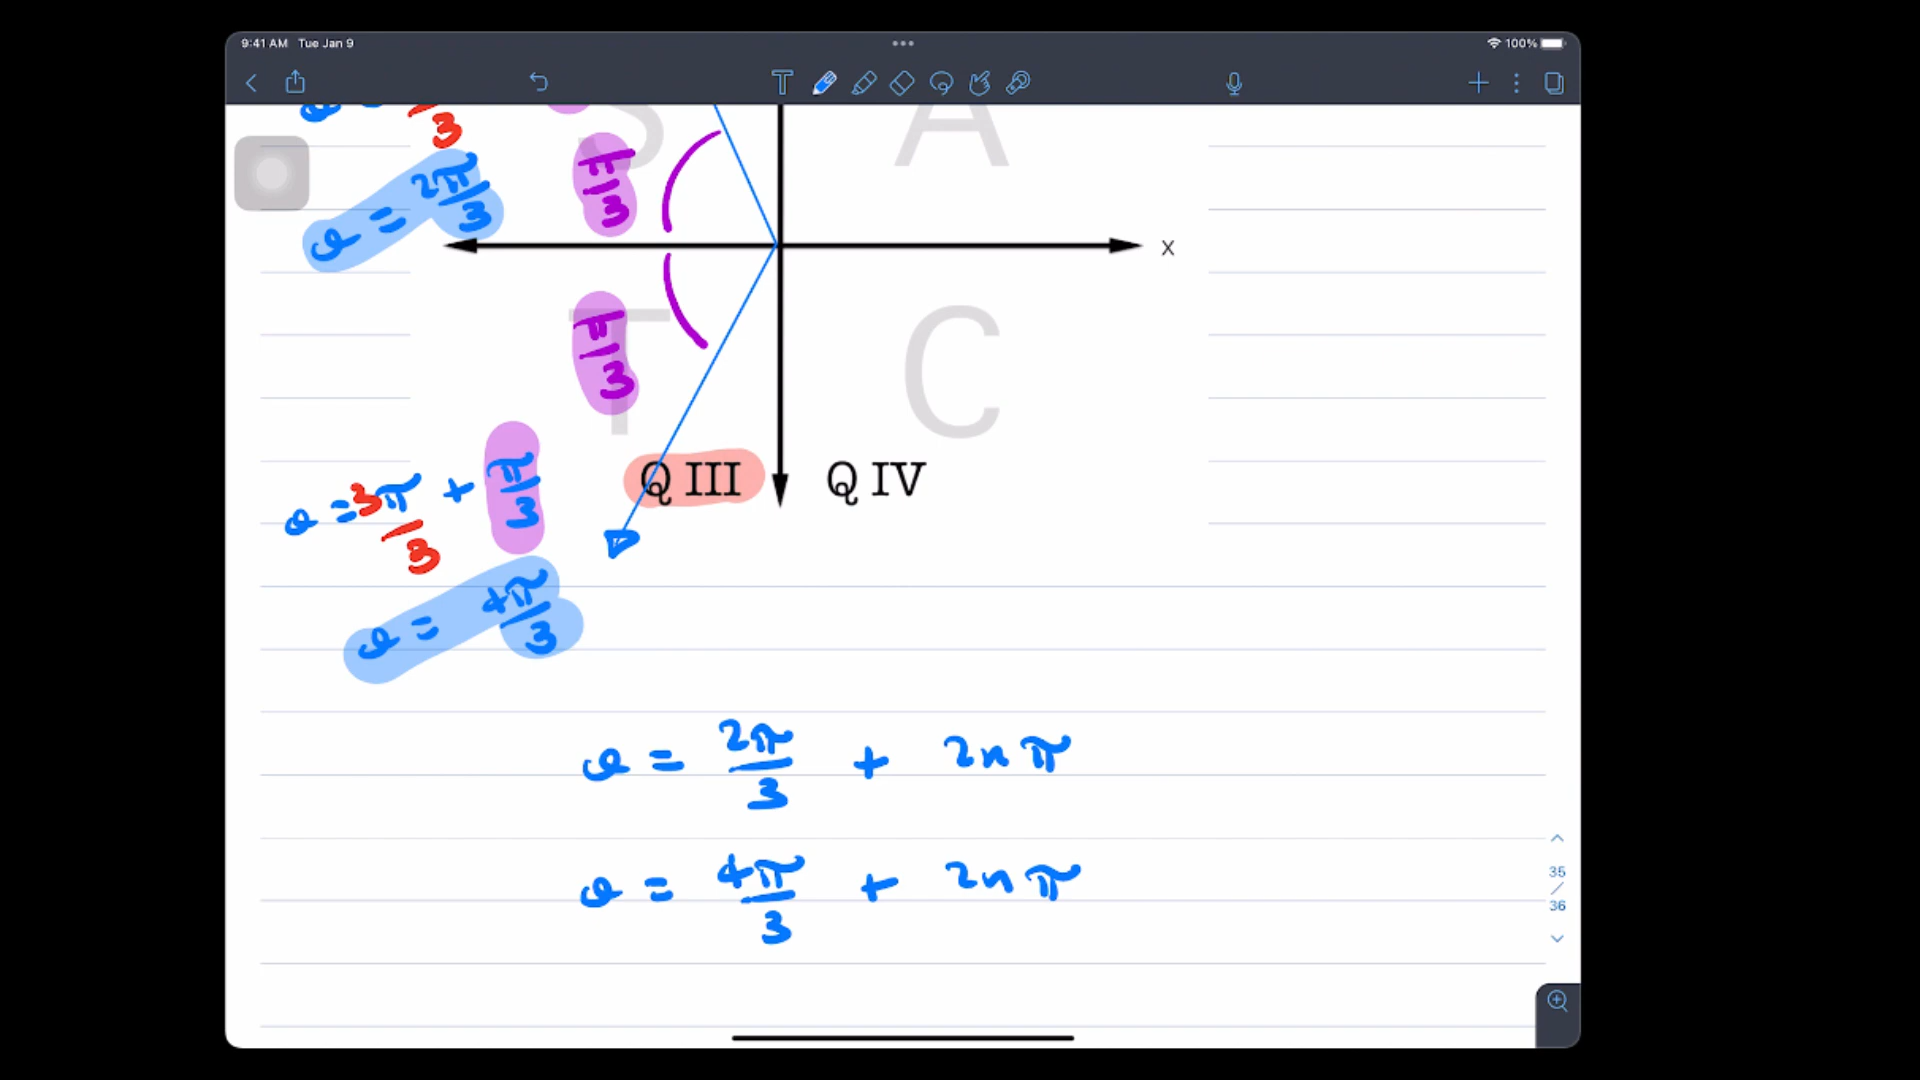 9:41 AM Tue Jan 9
100%
T
S
A
3
θ = 2π/3
π/3
x
π/3
T
C
Q III
Q IV
θ = 3π/3 + π/3
θ = 4π/3
θ = 2π/3 + 2nπ
θ = 4π/3 + 2nπ
35
/
36